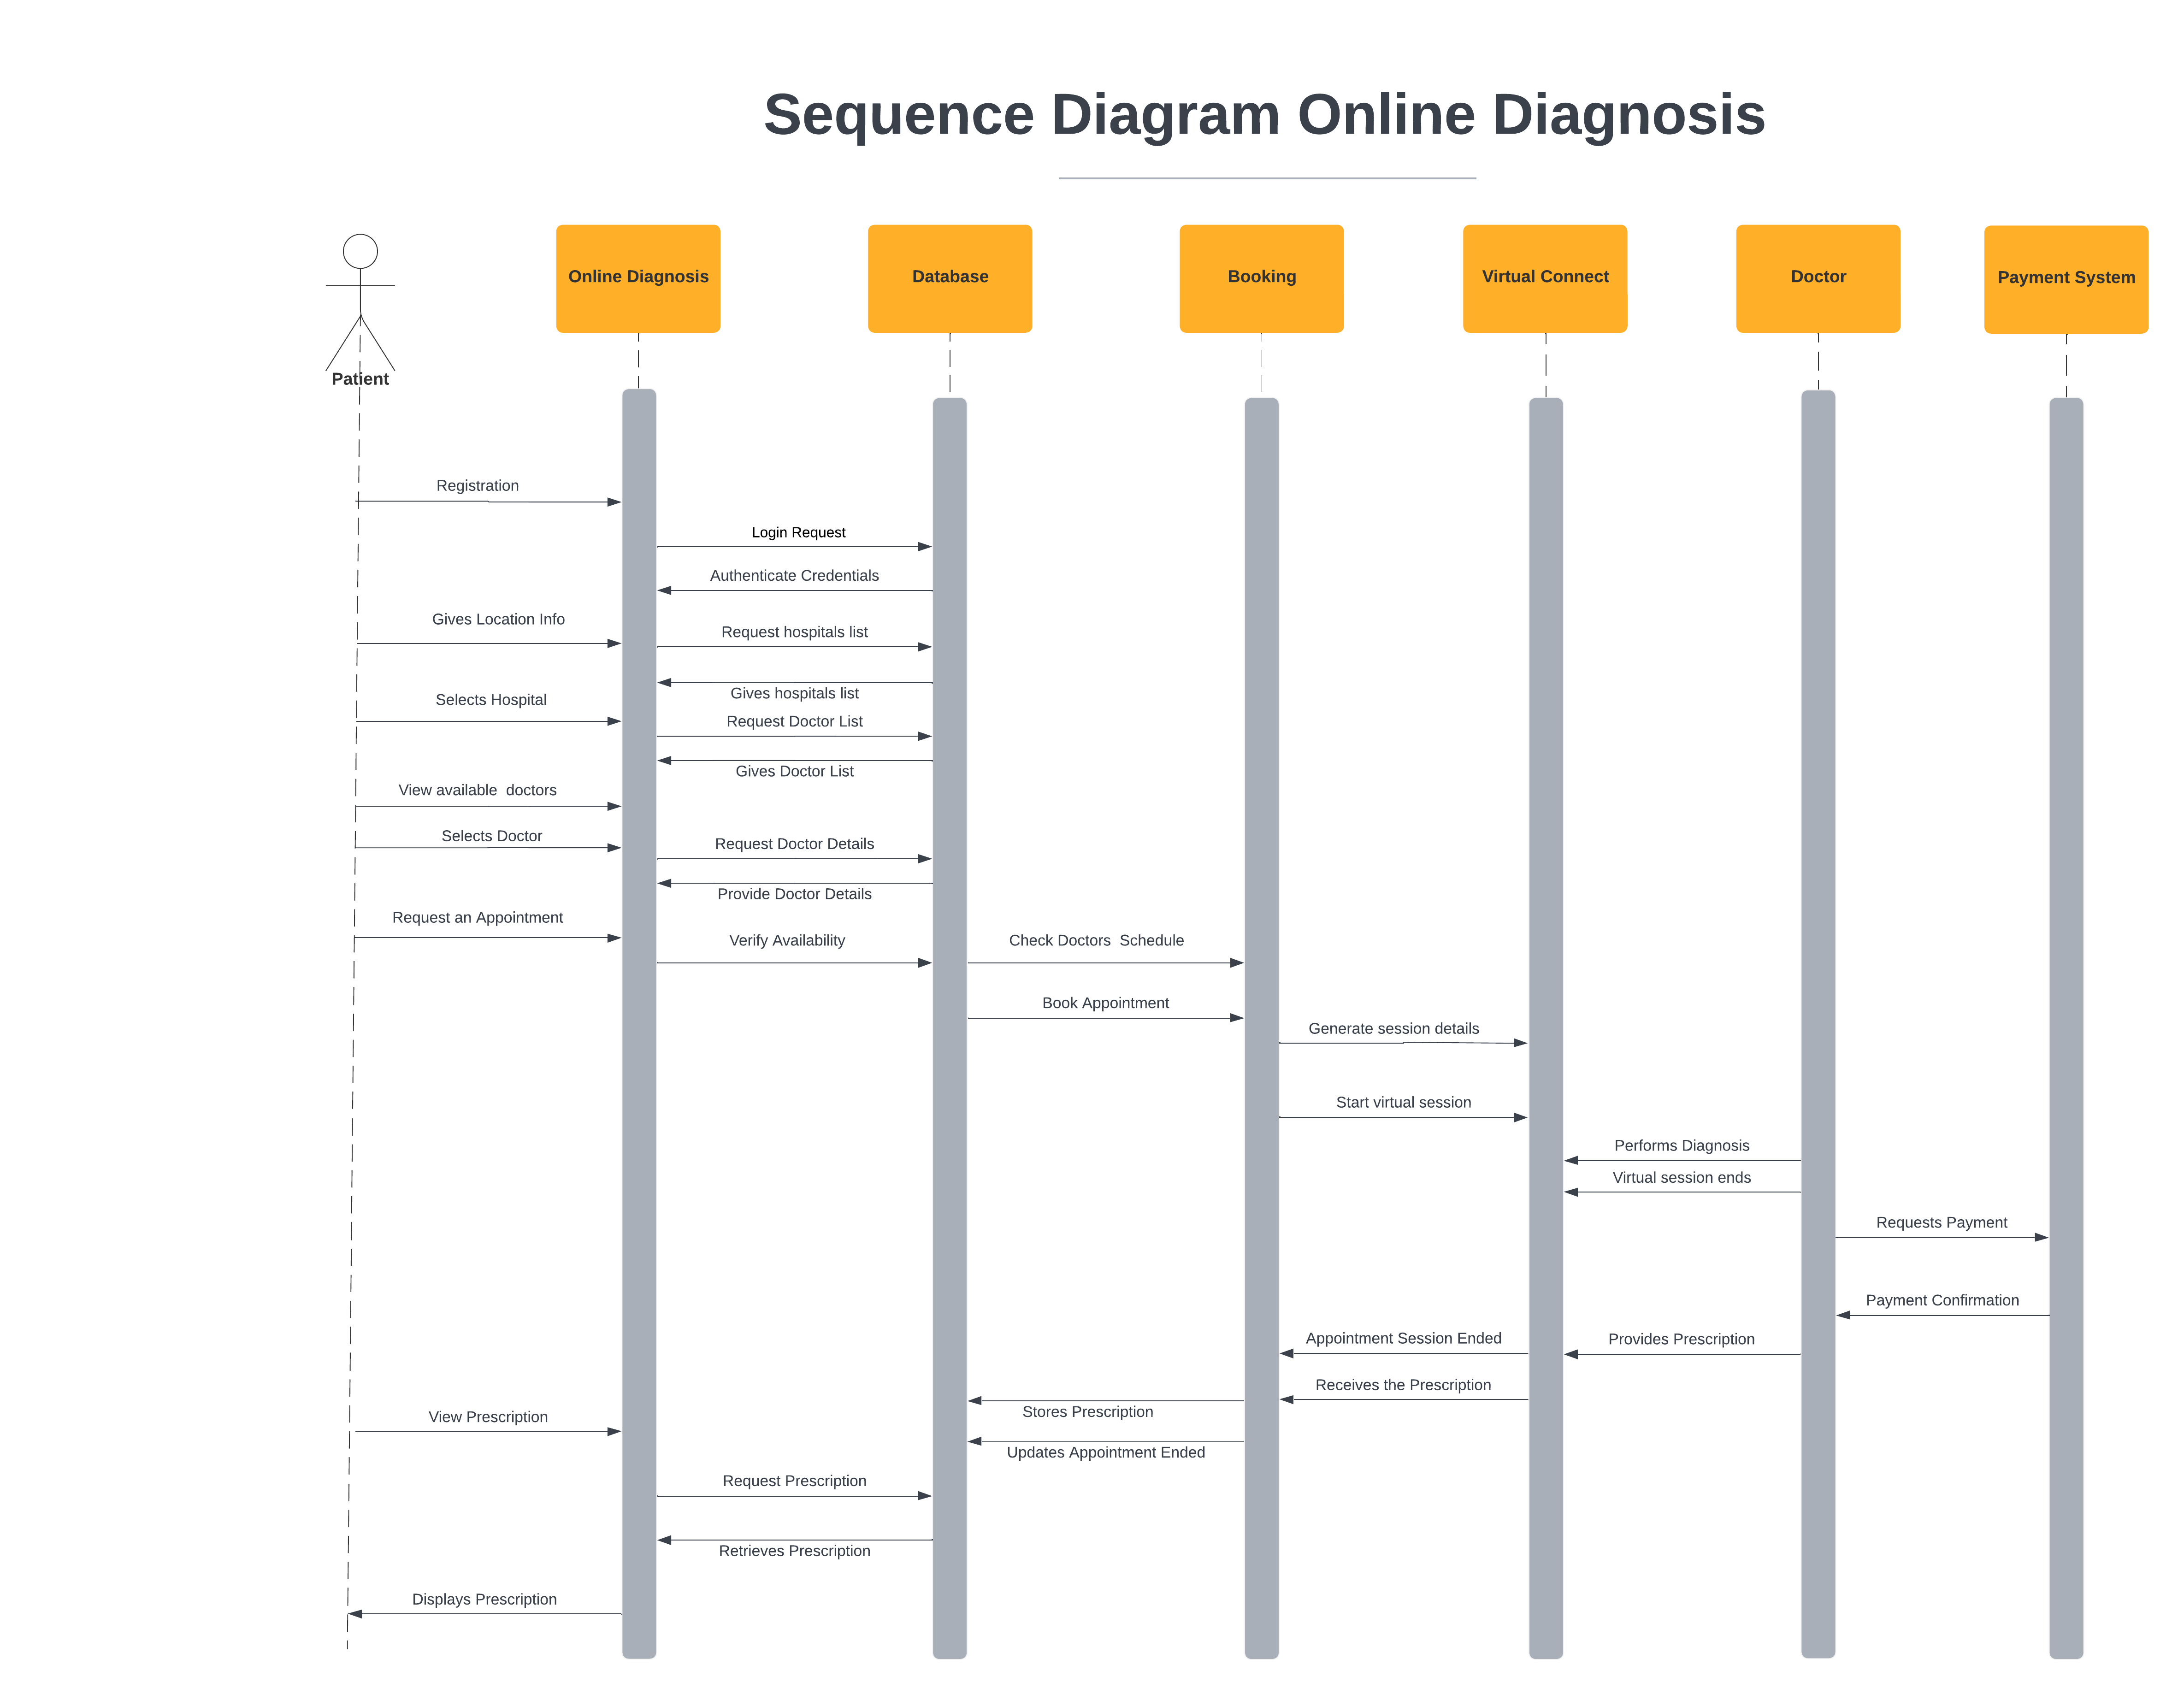 Sequence Diagram Online Diagnosis
Online Diagnosis
Database
Booking
Virtual Connect
Doctor
Payment System
Patient
Registration
Login Request
Authenticate Credentials
Gives Location Info
Request hospitals list
Gives hospitals list
Selects Hospital
Request Doctor List
Gives Doctor List
View available  doctors
Selects Doctor
Request Doctor Details
Provide Doctor Details
Request an Appointment
Verify Availability
Check Doctors  Schedule
Book Appointment
Generate session details
Start virtual session
Performs Diagnosis
Virtual session ends
Requests Payment
Payment Confirmation
Appointment Session Ended
Provides Prescription
Receives the Prescription
Stores Prescription
View Prescription
Updates Appointment Ended
Request Prescription
Retrieves Prescription
Displays Prescription